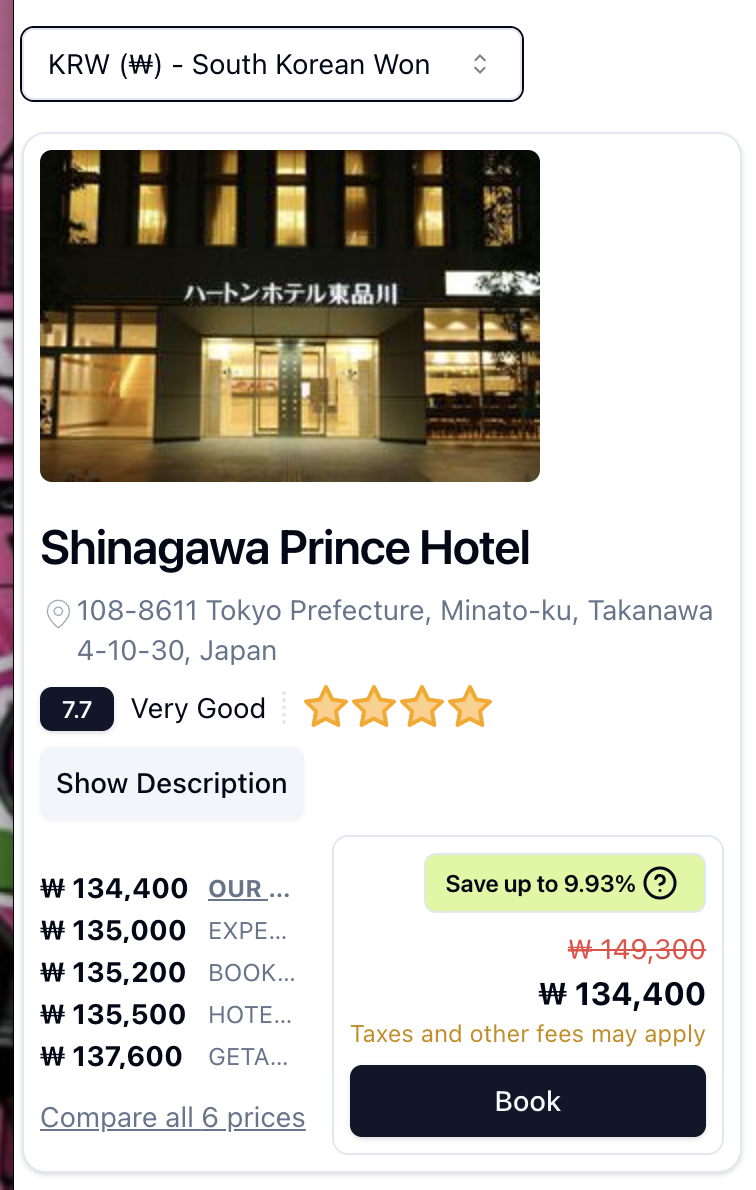 KRW (₩) - South Korean Won
ハートンホテル東品川
Shinagawa Prince Hotel
108-8611 Tokyo Prefecture, Minato-ku, Takanawa
4-10-30, Japan
7.7 Very Good
Show Description
₩ 134,400 OUR ...
₩ 135,000 EXPE...
₩ 135,200 BOOK...
₩ 135,500 HOTE...
₩ 137,600 GETA...
Compare all 6 prices
Save up to 9.93% ?
₩ 149,300
₩ 134,400
Taxes and other fees may apply
Book